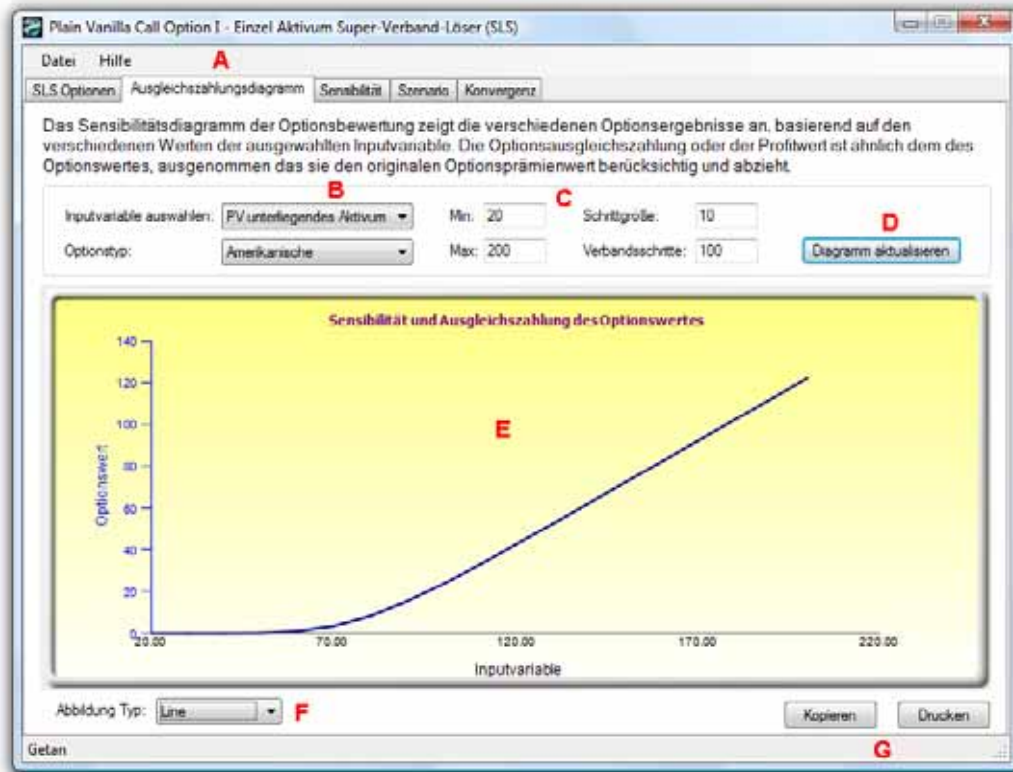 Plain Vanilla Call Option I - Einzel Aktivum Super-Verband-Löser (SLS)
Datei Hilfe
A
SLS Optionen Ausgleichszahlungsdiagramm Sensibilität Szenario Konvergenz
Das Sensibilitätsdiagramm der Optionsbewertung zeigt die verschiedenen Optionsergebnisse an, basierend auf den
verschiedenen Werten der ausgewählten Inputvariable. Die Optionsausgleichszahlung oder der Profitwert ist ähnlich dem des
Optionswertes, ausgenommen das sie den originalen Optionsprämienwert berücksichtig und abzieht.
B
C
Inputvariable auswählen: PV unterliegendes Aktivum Min: 20 Schrittgröße: 10
D
Optionstyp: Amerikanische Max: 200 Verbandsschritte: 100 Diagramm aktualisieren
Sensibilität und Ausgleichszahlung des Optionswertes
140
120
100
80
60
40
20
0
Optionswert
E
20.00 70.00 120.00 170.00 220.00
Inputvariable
Abbildung Typ: Line F
Kopieren Drucken
Getan
G